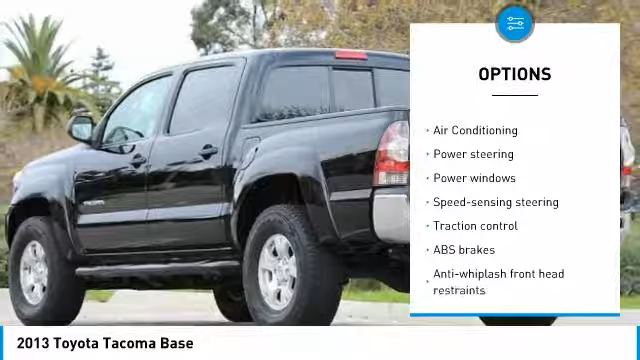 OPTIONS
Air Conditioning
Power steering
Power windows
Speed-sensing steering
Traction control
ABS brakes
Anti-whiplash front head
restraints
2013 Toyota Tacoma Base